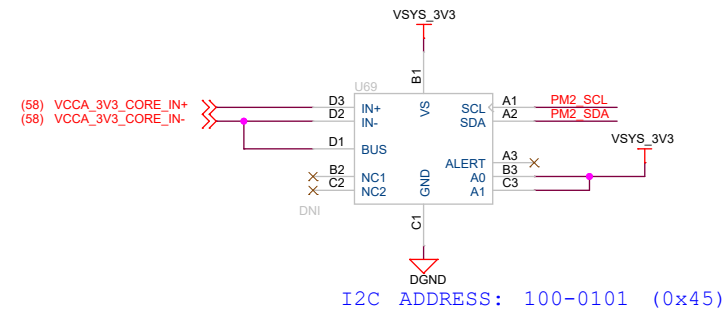 VSYS_3V3
U69
B1
(58) VCCA_3V3_CORE_IN+ D3 IN+ VS SCL A1 PM2_SCL
(58) VCCA_3V3_CORE_IN- D2 IN- SDA A2 PM2_SDA
VSYS_3V3
D1 BUS
ALERT A3
B2 NC1 A0 B3
C2 NC2 GND A1 C3
DNI
C1
DGND
I2C ADDRESS: 100-0101 (0x45)